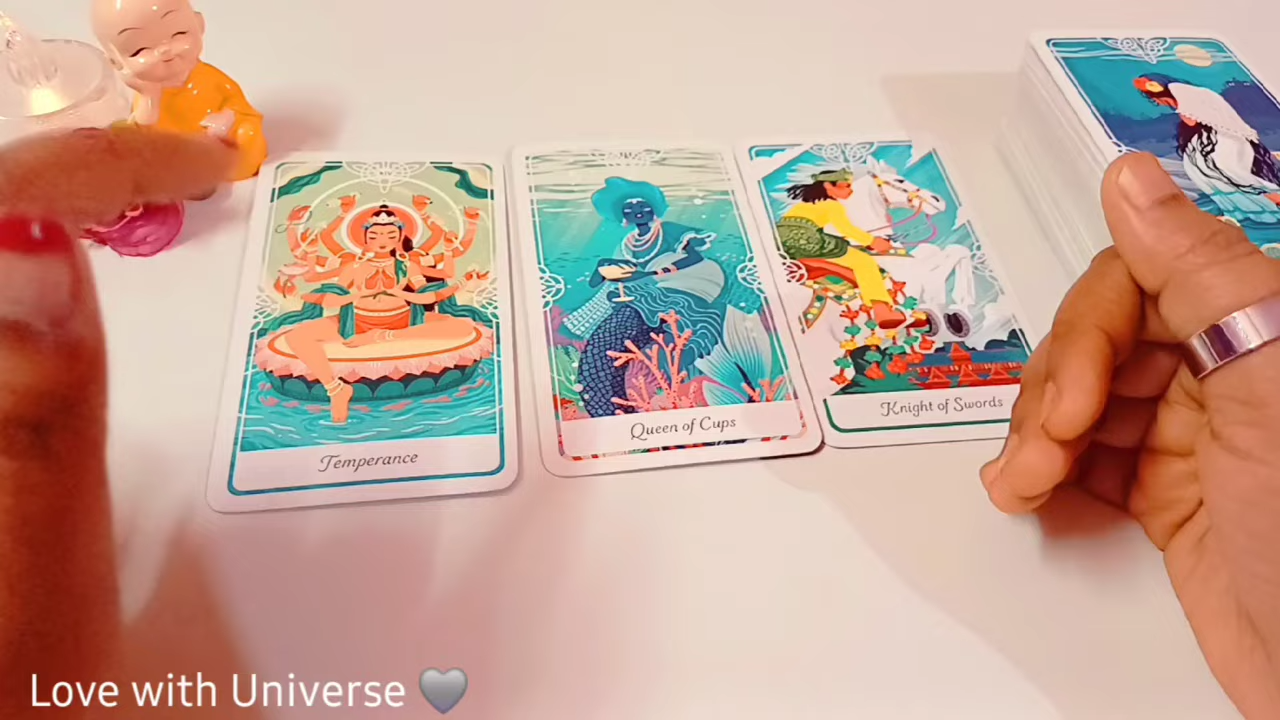 Temperance
Queen of Cups
Knight of Swords
Love with Universe 🩶